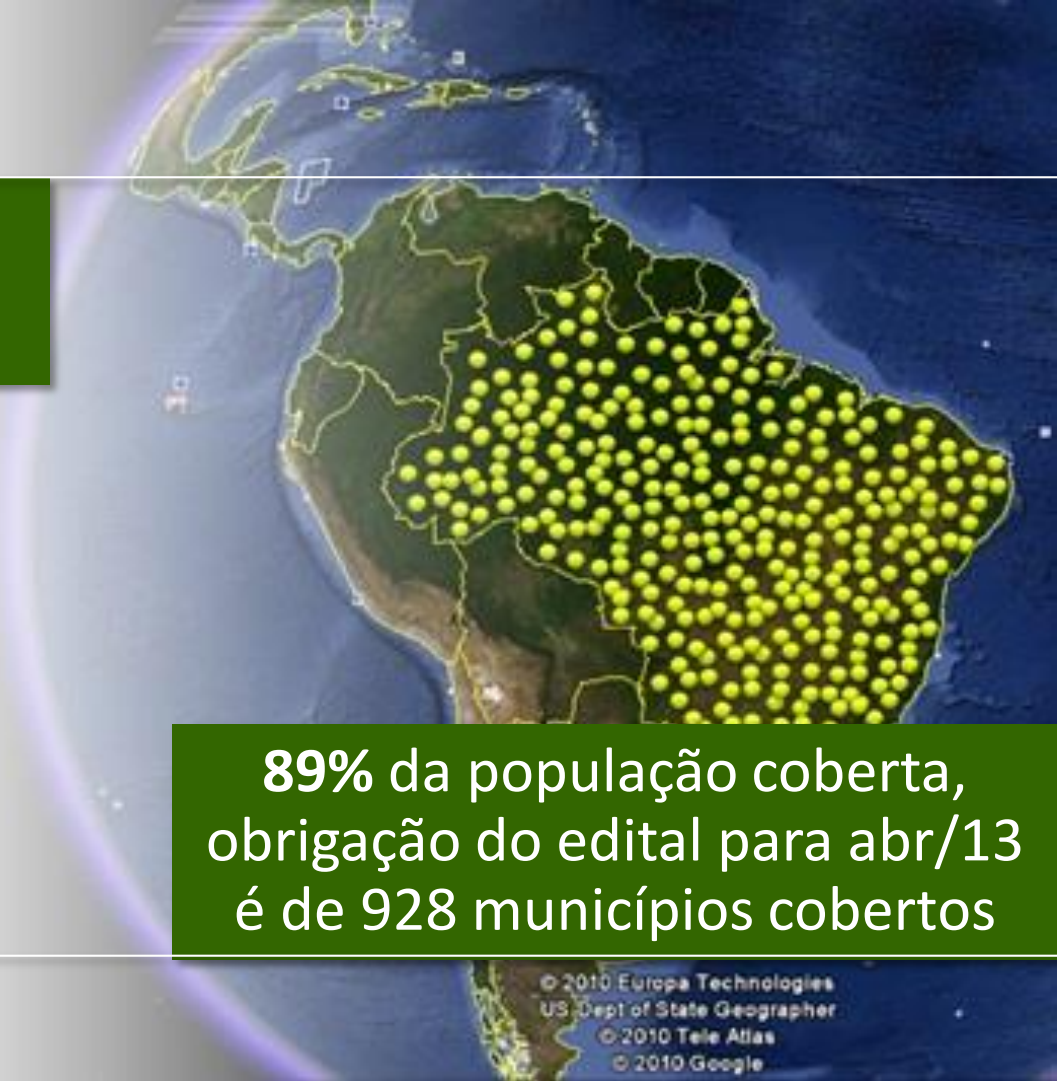 89% da população coberta,
obrigação do edital para abr/13
é de 928 municípios cobertos
© 2010 Europa Technologies
US Dept of State Geographer
© 2010 Tele Atlas
© 2010 Google